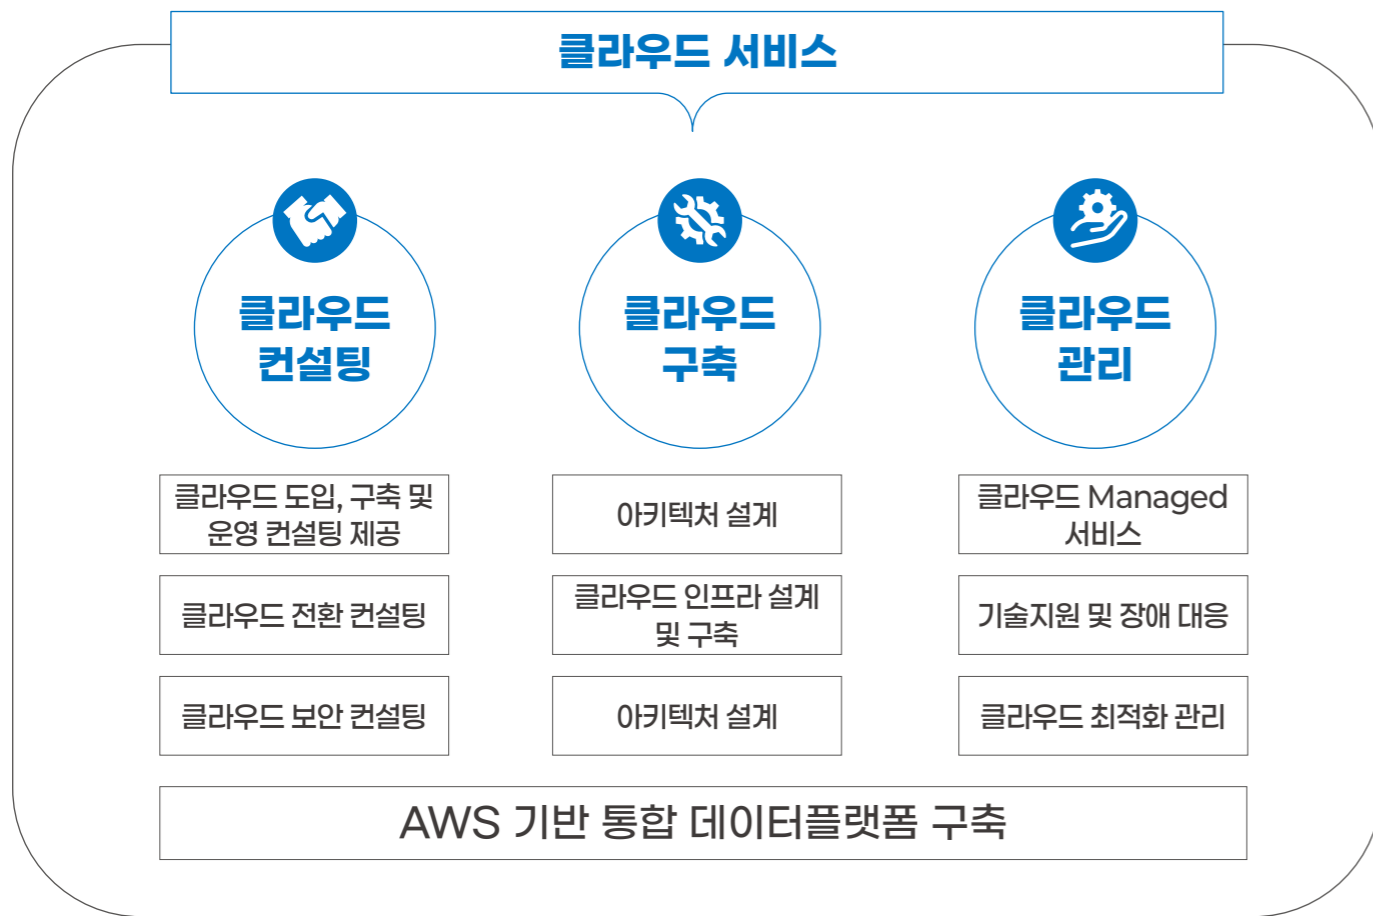 클라우드 서비스
클라우드
컨설팅
클라우드 도입, 구축 및
운영 컨설팅 제공
클라우드 전환 컨설팅
클라우드 보안 컨설팅
클라우드
구축
아키텍처 설계
클라우드 인프라 설계
및 구축
아키텍처 설계
클라우드
관리
클라우드 Managed
서비스
기술지원 및 장애 대응
클라우드 최적화 관리
AWS 기반 통합 데이터플랫폼 구축